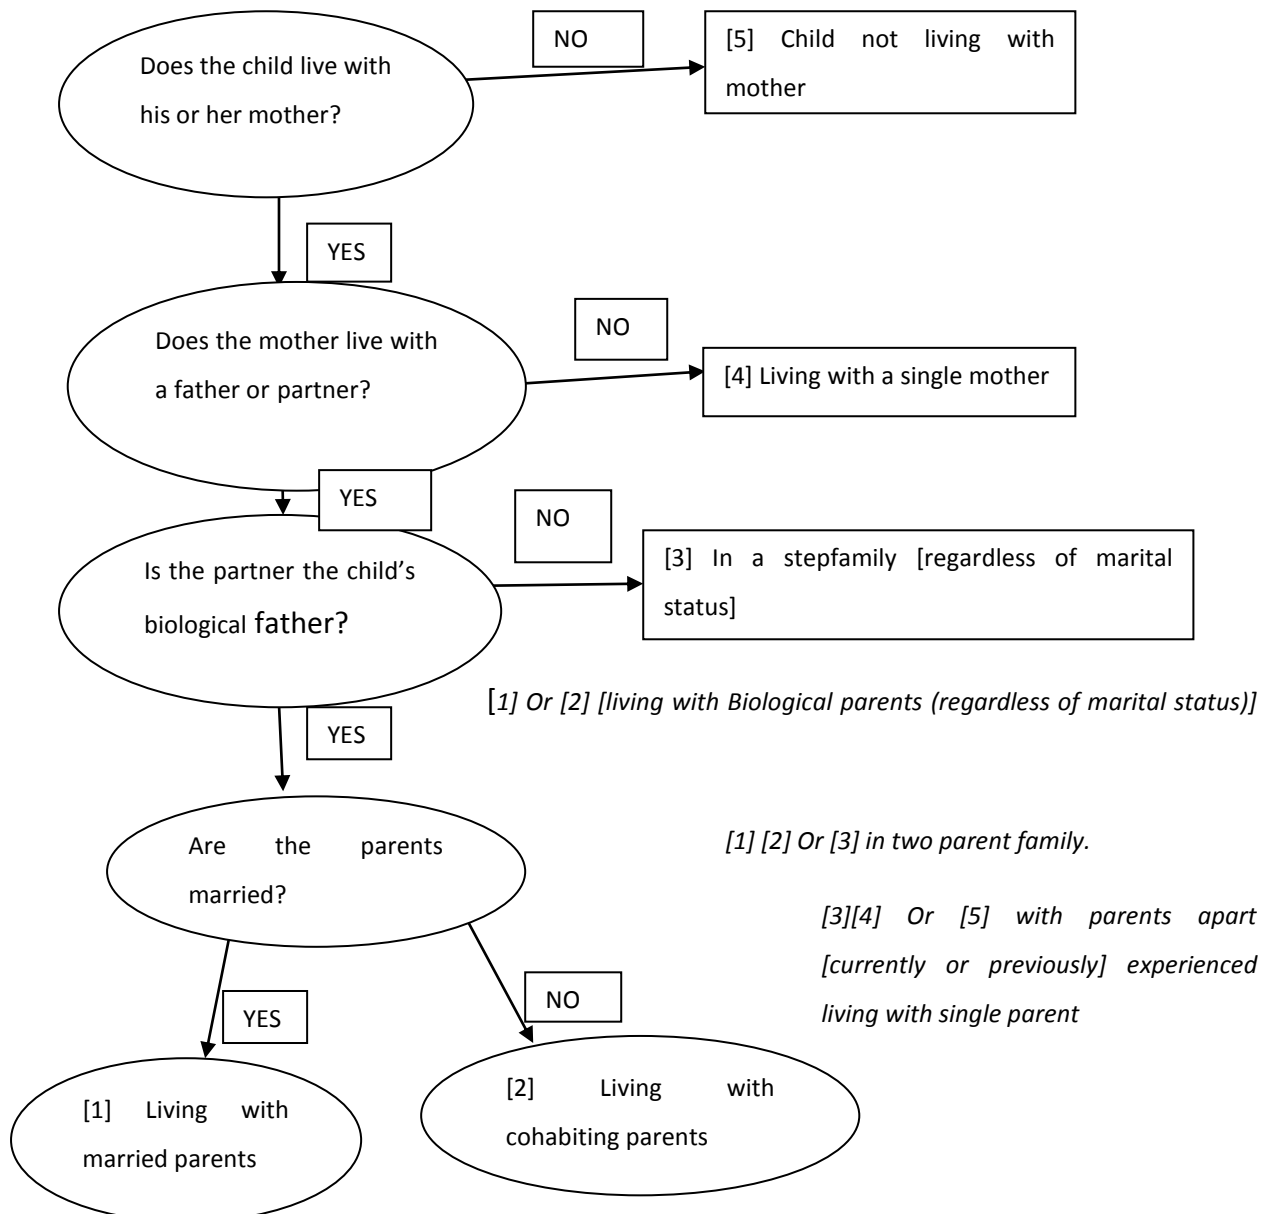 Does the child live with
his or her mother?
NO
[5] Child not living with
mother
YES
Does the mother live with
a father or partner?
NO
[4] Living with a single mother
YES
Is the partner the child’s
biological father?
NO
[3] In a stepfamily [regardless of marital
status]
[1] Or [2] [living with Biological parents (regardless of marital status)]
YES
Are the parents
married?
[1] [2] Or [3] in two parent family.
[3][4] Or [5] with parents apart
[currently or previously] experienced
living with single parent
YES
NO
[1] Living with
married parents
[2] Living with
cohabiting parents